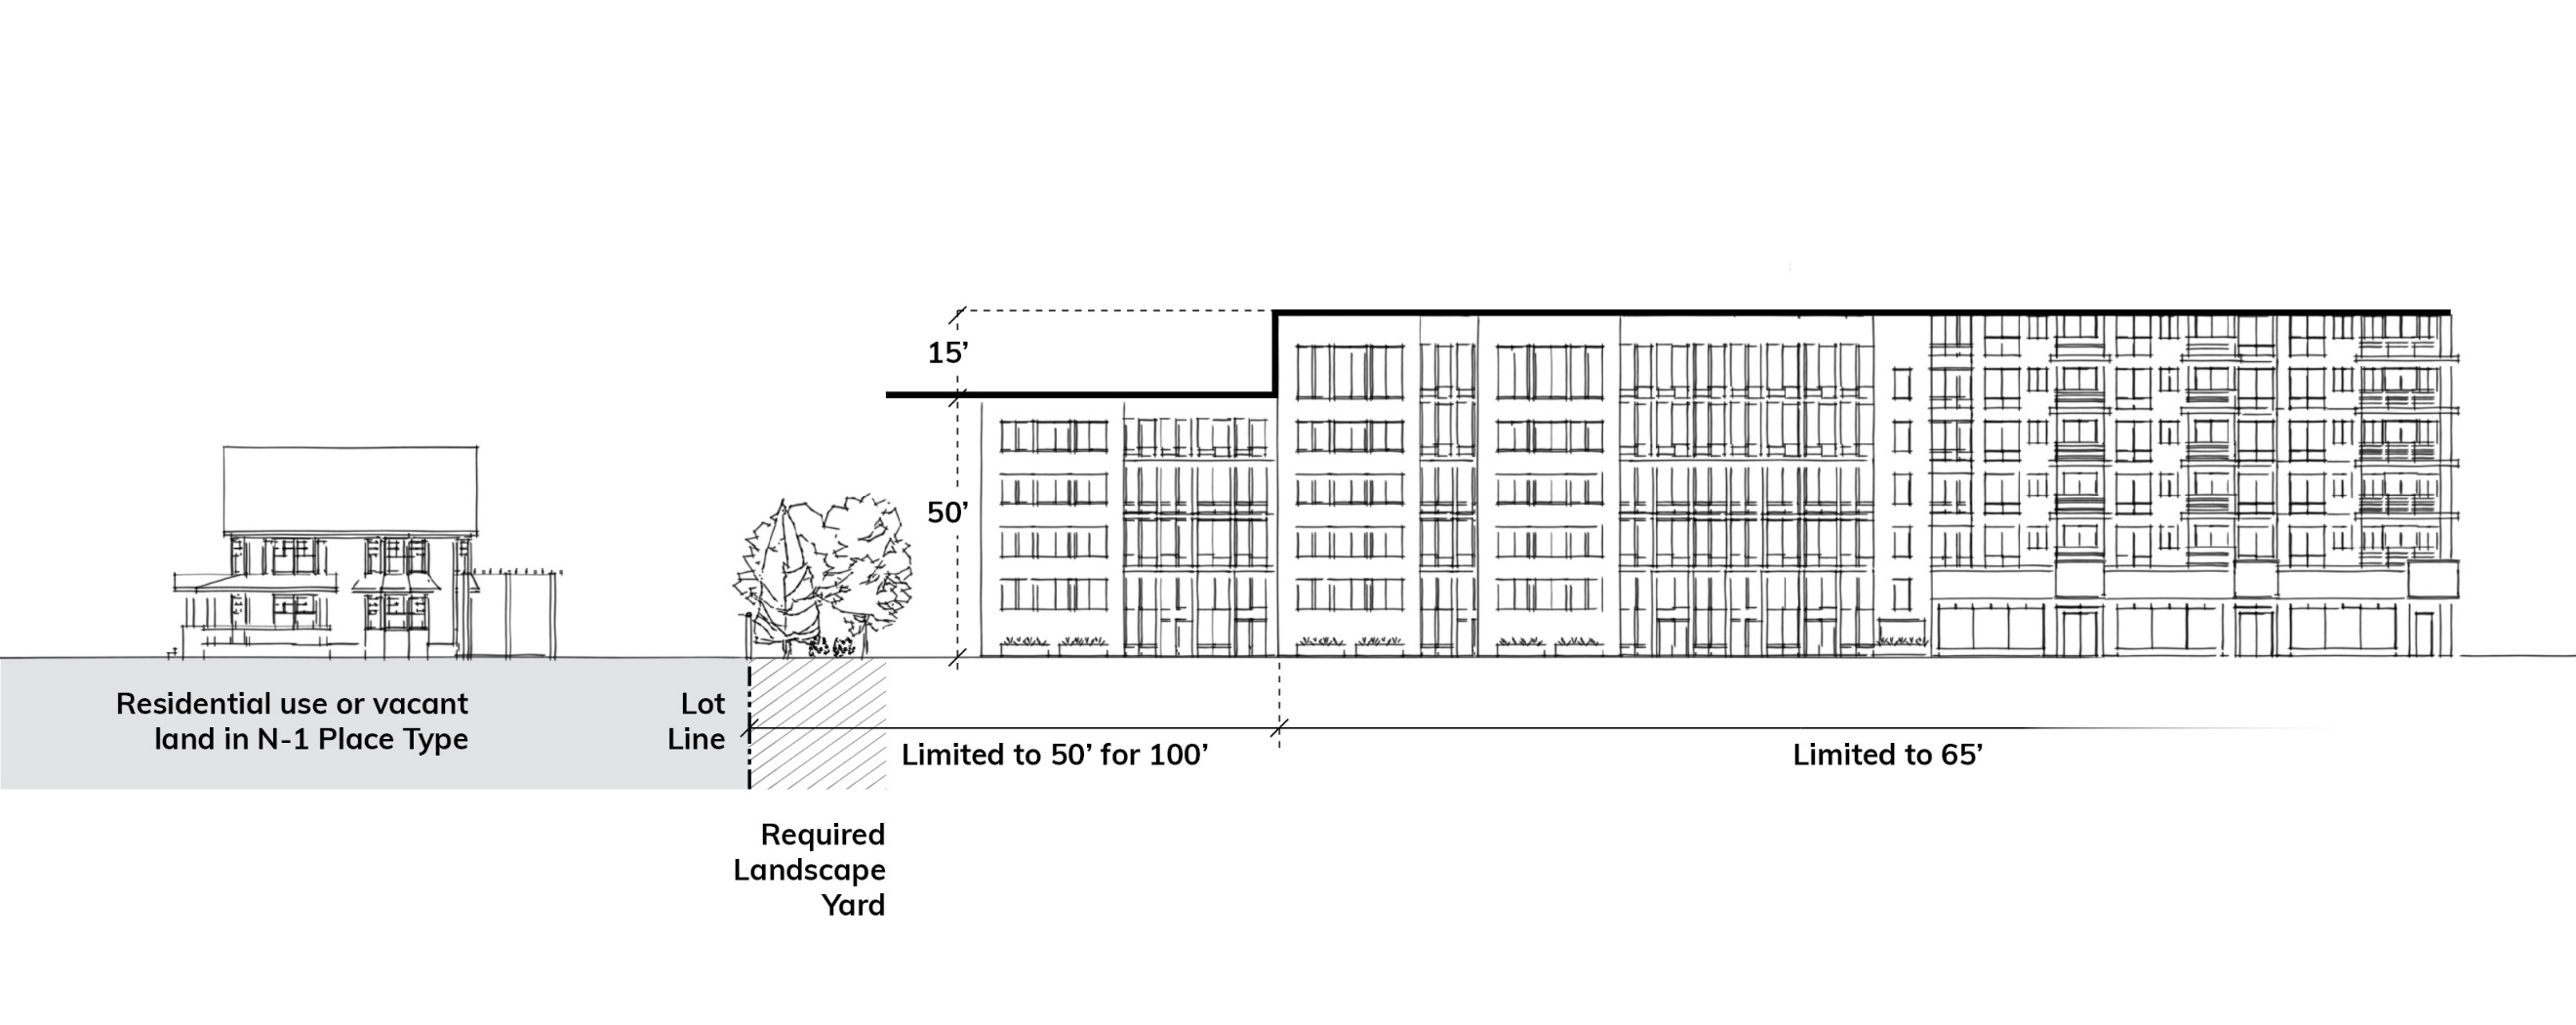 15’
50’
Residential use or vacant
land in N-1 Place Type
Lot
Line
Limited to 50’ for 100’
Limited to 65’
Required
Landscape
Yard